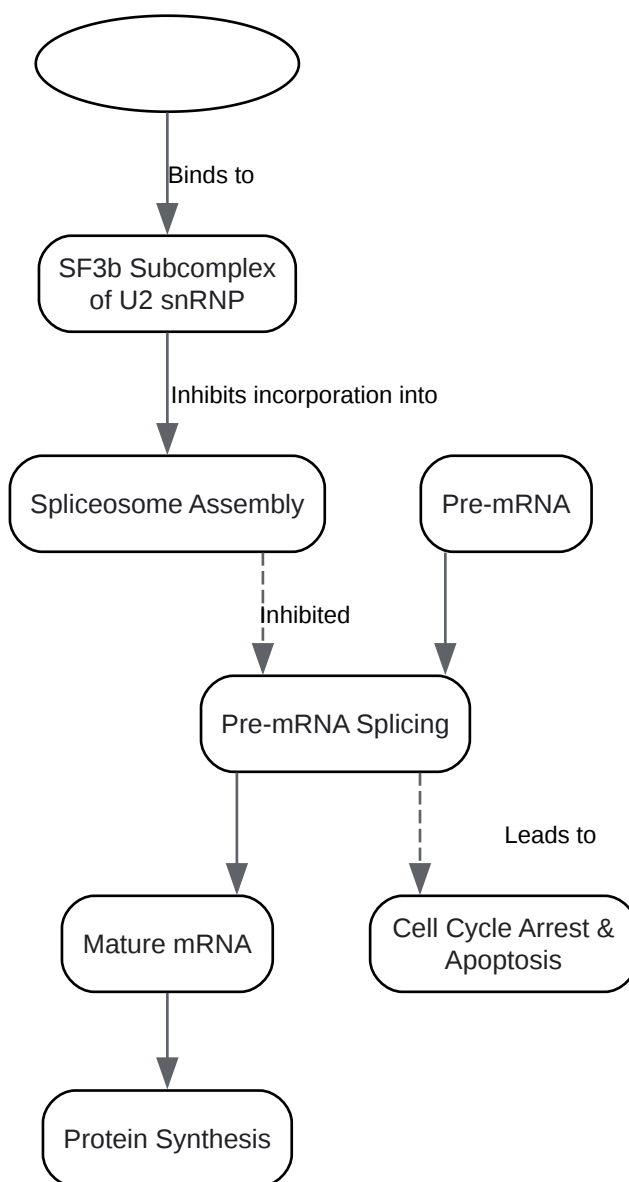 Binds to
SF3b Subcomplex
of U2 snRNP
Inhibits incorporation into
Spliceosome Assembly
Pre-mRNA
Inhibited
Pre-mRNA Splicing
Leads to
Mature mRNA
Cell Cycle Arrest &
Apoptosis
Protein Synthesis